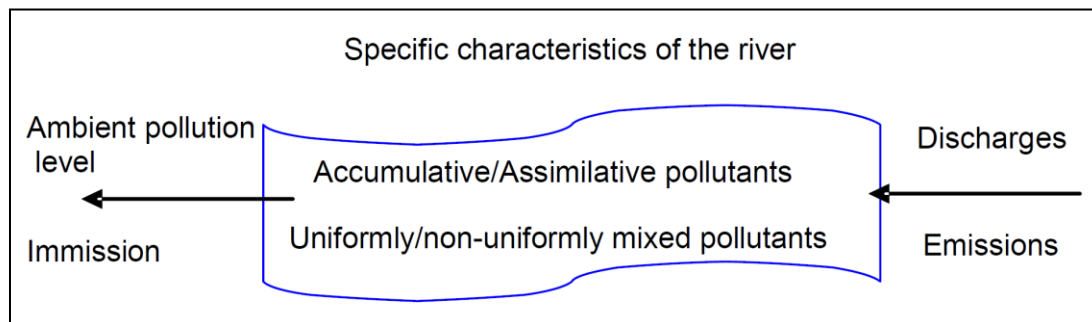 Specific characteristics of the river
Ambient pollution
level
Immission
Accumulative/Assimilative pollutants
Uniformly/non-uniformly mixed pollutants
Discharges
Emissions